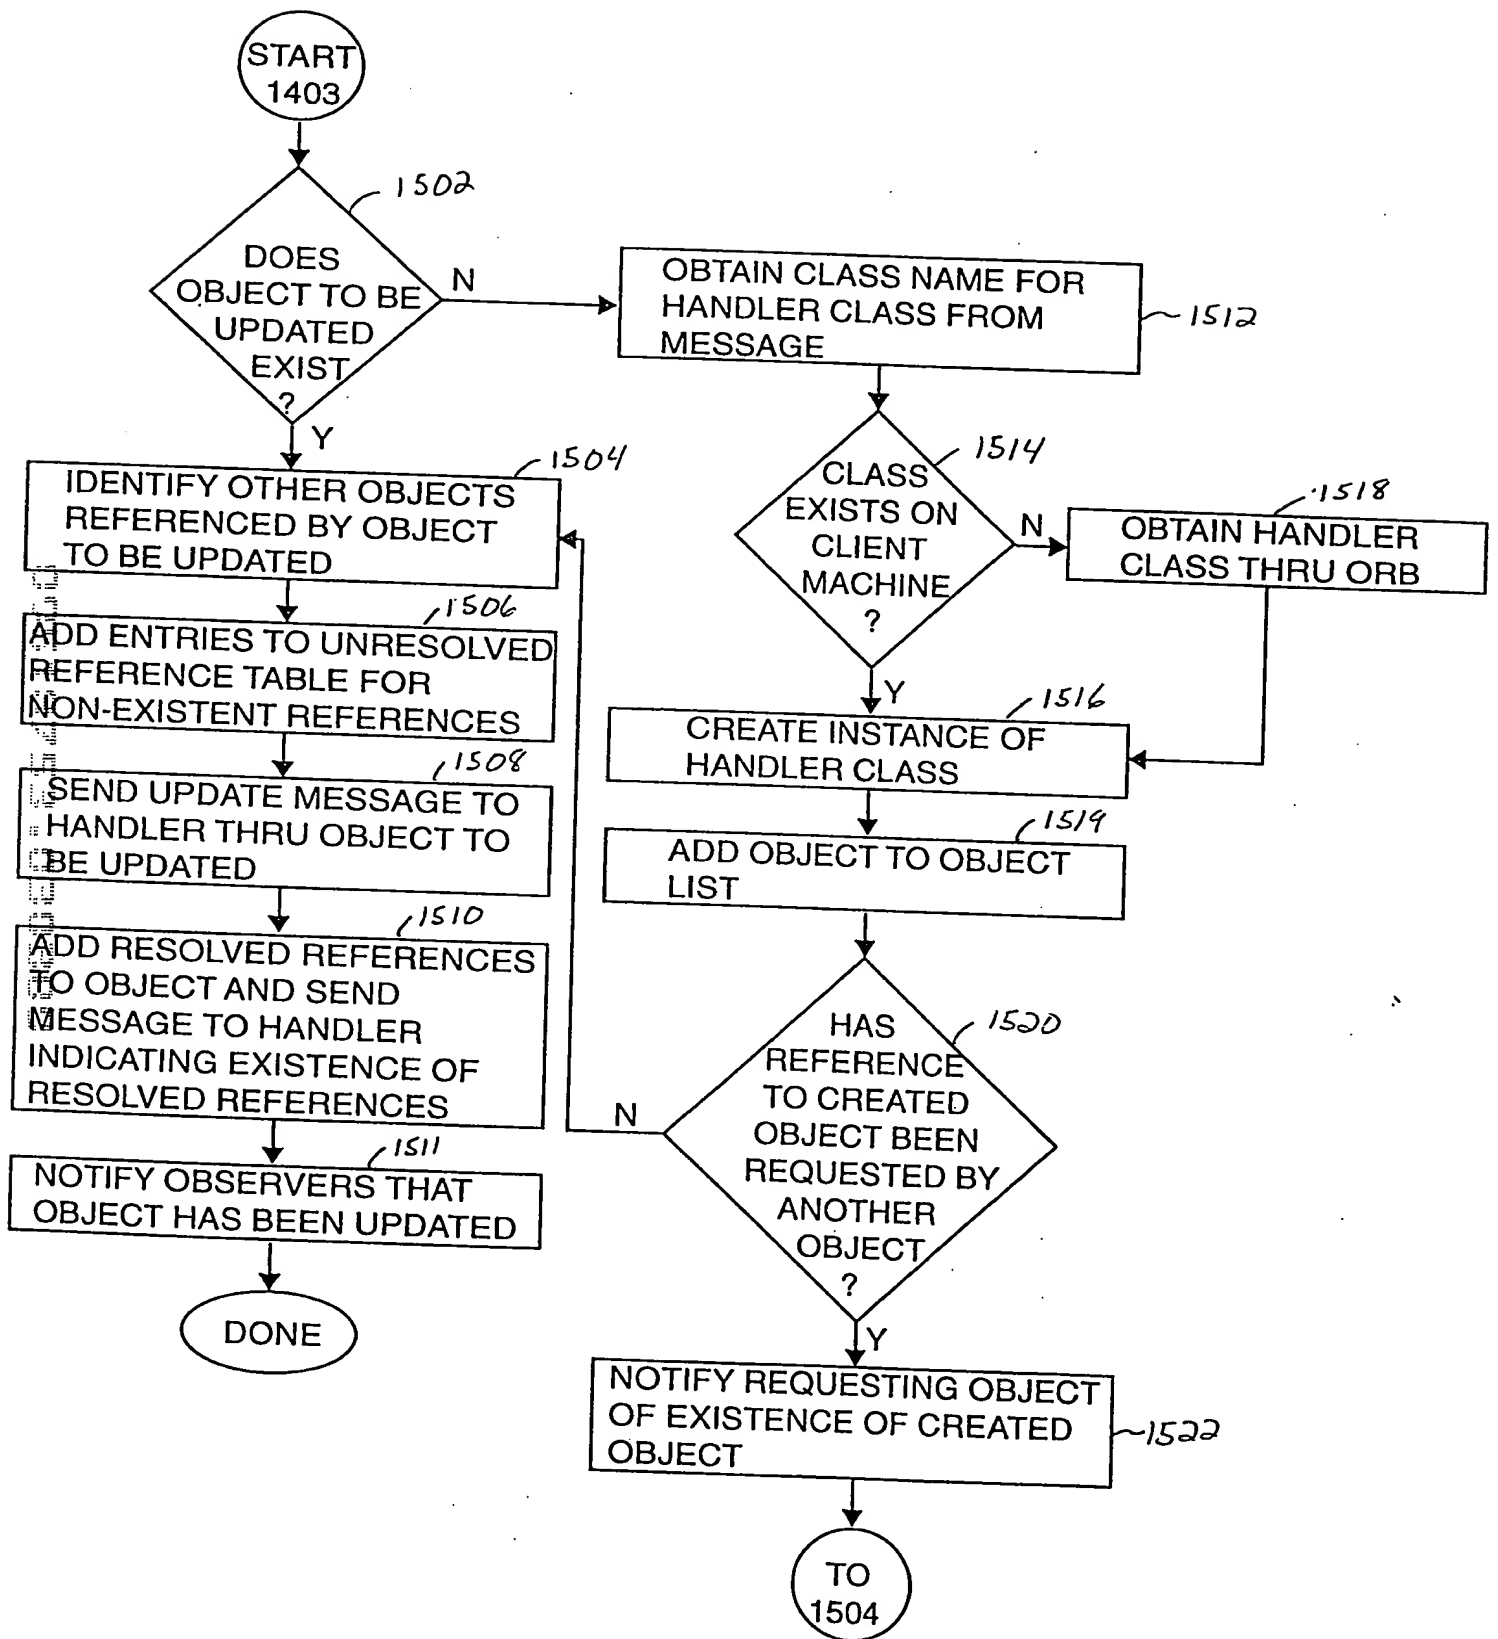 START
1403
1502
DOES
OBJECT TO BE
UPDATED
EXIST
?
N
Y
OBTAIN CLASS NAME FOR
HANDLER CLASS FROM
MESSAGE
1512
1504
IDENTIFY OTHER OBJECTS
REFERENCED BY OBJECT
TO BE UPDATED
1506
ADD ENTRIES TO UNRESOLVED
REFERENCE TABLE FOR
NON-EXISTENT REFERENCES
1508
SEND UPDATE MESSAGE TO
HANDLER THRU OBJECT TO
BE UPDATED
1510
ADD RESOLVED REFERENCES
TO OBJECT AND SEND
MESSAGE TO HANDLER
INDICATING EXISTENCE OF
RESOLVED REFERENCES
1511
NOTIFY OBSERVERS THAT
OBJECT HAS BEEN UPDATED
DONE
1514
CLASS
EXISTS ON
CLIENT
MACHINE
?
N
Y
1518
OBTAIN HANDLER
CLASS THRU ORB
1516
CREATE INSTANCE OF
HANDLER CLASS
1519
ADD OBJECT TO OBJECT
LIST
1520
HAS
REFERENCE
TO CREATED
OBJECT BEEN
REQUESTED BY
ANOTHER
OBJECT
?
N
Y
NOTIFY REQUESTING OBJECT
OF EXISTENCE OF CREATED
OBJECT
1522
TO
1504